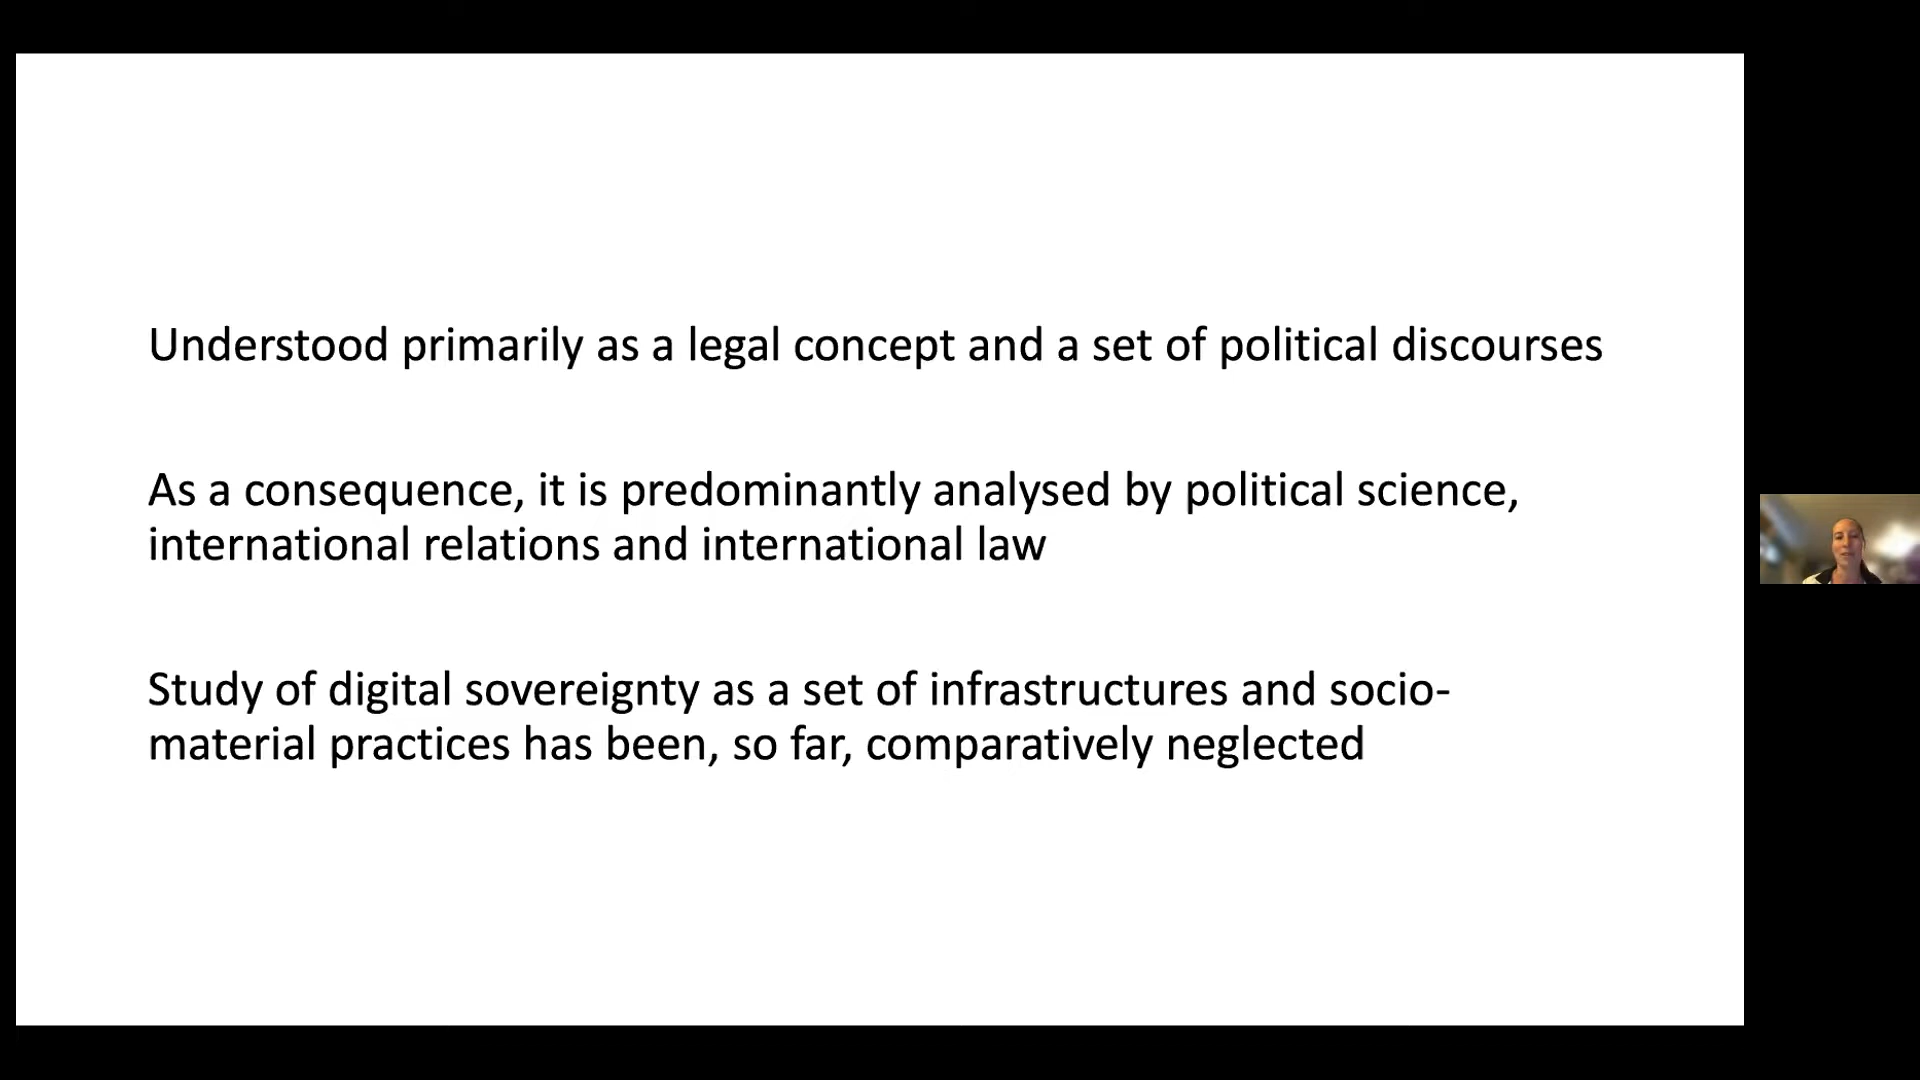 Understood primarily as a legal concept and a set of political discourses
As a consequence, it is predominantly analysed by political science,
international relations and international law
Study of digital sovereignty as a set of infrastructures and socio-
material practices has been, so far, comparatively neglected